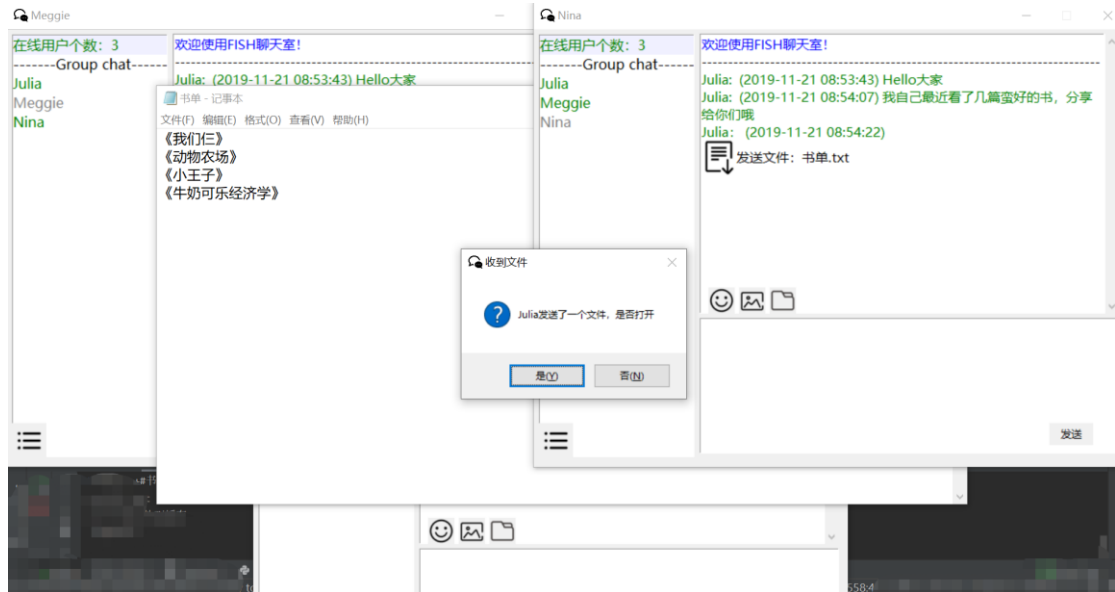 Meggie
在线用户个数：3
-------Group chat------
Julia
Meggie
Nina
欢迎使用FISH聊天室！
Julia:  (2019-11-21 08:53:43) Hello大家
书单 - 记事本
文件(F)  编辑(E)  格式(O)  查看(V)  帮助(H)
《我们仨》
《动物农场》
《小王子》
《牛奶可乐经济学》
Nina
在线用户个数：3
-------Group chat------
Julia
Meggie
Nina
欢迎使用FISH聊天室！
Julia:  (2019-11-21 08:53:43) Hello大家
Julia:  (2019-11-21 08:54:07) 我自己最近看了几篇蛮好的书，分享
给你们哦
Julia:  (2019-11-21 08:54:22)
发送文件：书单.txt
收到文件
Julia发送了一个文件，是否打开
是(Y)
否(N)
发送
558:4